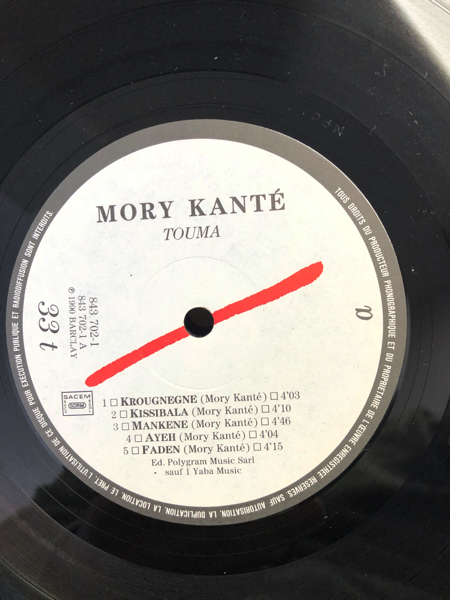 MORY KANTÉ
TOUMA
843 702-1
843 702-1 A
℗ 1990 BARCLAY
33 t
SACEM
1 □ KROUGNEGNE (Mory Kanté) □ 4'03
2 □ KISSIBALA (Mory Kanté) □ 4'10
3 □ MANKENE (Mory Kanté) □ 4'46
4 □ AYEH (Mory Kanté) □ 4'04
5 □ FADEN (Mory Kanté) □ 4'15
Ed. Polygram Music Sarl
sauf 1 Yaba Music
TOUS DROITS DU PRODUCTEUR PHONOGRAPHIQUE ET DU PROPRIETAIRE DE L'ŒUVRE ENREGISTREE RESERVES. SAUF AUTORISATION, LA DUPLICATION, LA LOCATION, LE PRET, L'UTILISATION DE CE DISQUE POUR EXECUTION PUBLIQUE ET RADIODIFFUSION SONT INTERDITS.